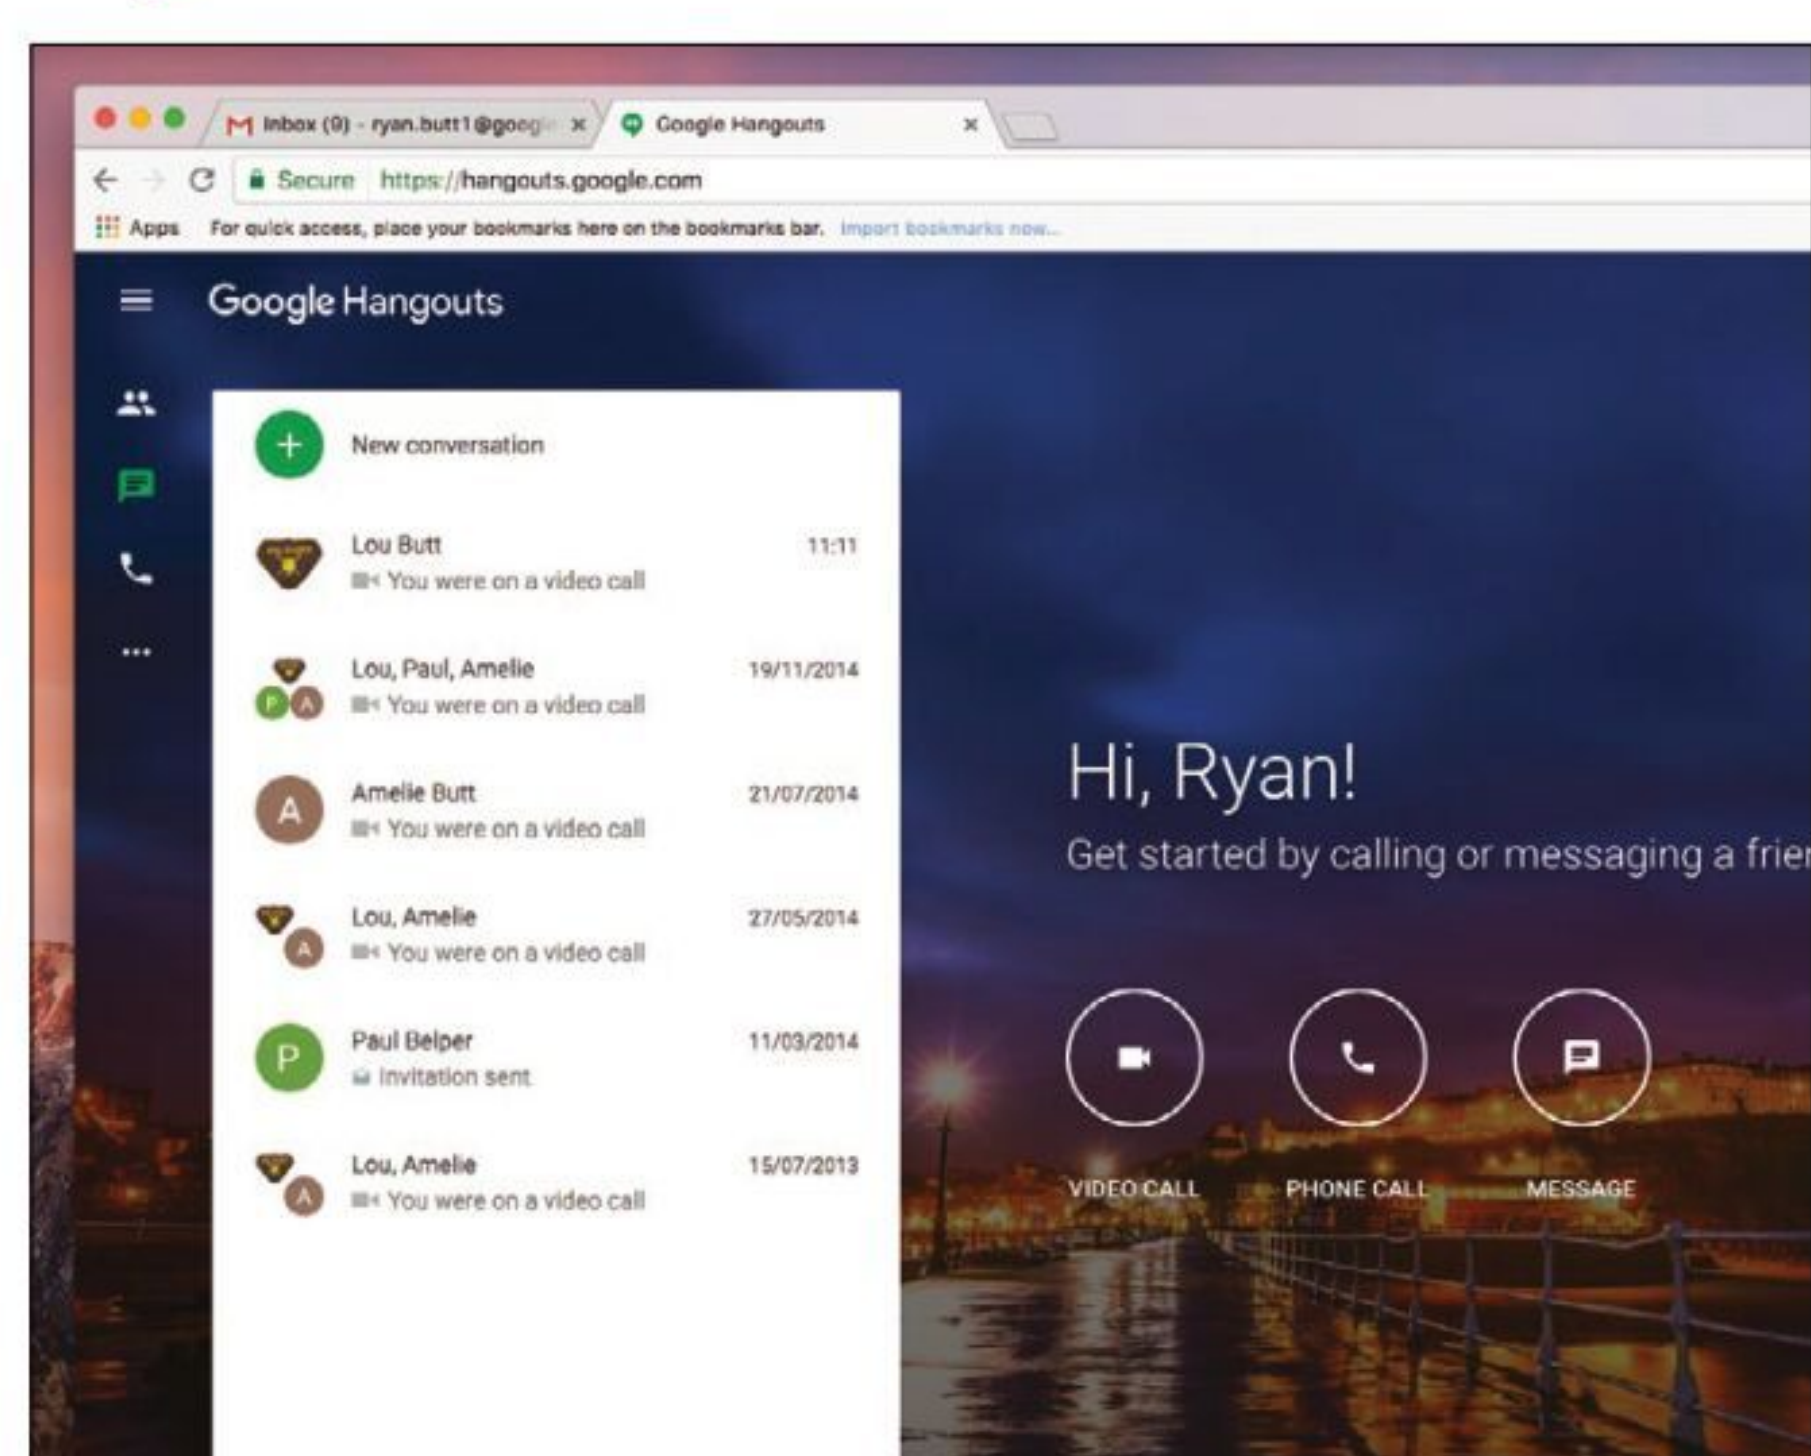 Inbox (9) - ryan.butt1@google
Google Hangouts
Secure https://hangouts.google.com
Apps For quick access, place your bookmarks here on the bookmarks bar. Import bookmarks now...
Google Hangouts
New conversation
Lou Butt 11:11
You were on a video call
Lou, Paul, Amelie 19/11/2014
P A
You were on a video call
Amelie Butt 21/07/2014
A
You were on a video call
Lou, Amelie 27/05/2014
A
You were on a video call
Paul Belper 11/03/2014
P
Invitation sent
Lou, Amelie 15/07/2013
A
You were on a video call
Hi, Ryan!
Get started by calling or messaging a frien
VIDEO CALL PHONE CALL MESSAGE